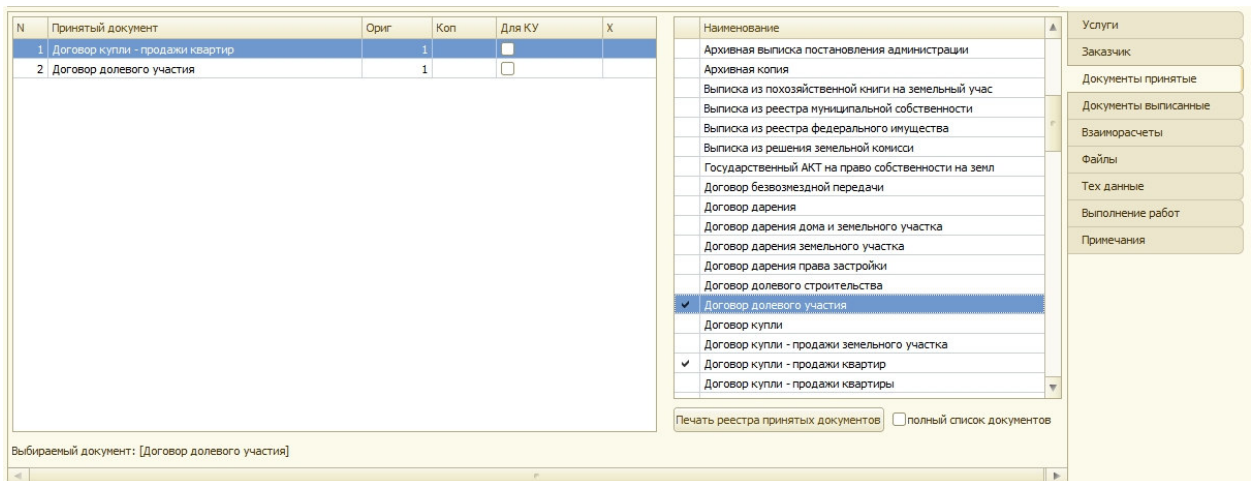 N Принятый документ Ориг Коп Для КУ X
1 Договор купли - продажи квартир 1
2 Договор долевого участия 1
Наименование
Архивная выписка постановления администрации
Архивная копия
Выписка из похозяйственной книги на земельный учас
Выписка из реестра муниципальной собственности
Выписка из реестра федерального имущества
Выписка из решения земельной комисси
Государственный АКТ на право собственности на земл
Договор безвозмездной передачи
Договор дарения
Договор дарения дома и земельного участка
Договор дарения земельного участка
Договор дарения права застройки
Договор долевого строительства
Договор долевого участия
Договор купли
Договор купли - продажи земельного участка
Договор купли - продажи квартир
Договор купли - продажи квартиры
Печать реестра принятых документов полный список документов
Выбираемый документ: [Договор долевого участия]
Услуги
Заказчик
Документы принятые
Документы выписанные
Взаиморасчеты
Файлы
Тех данные
Выполнение работ
Примечания